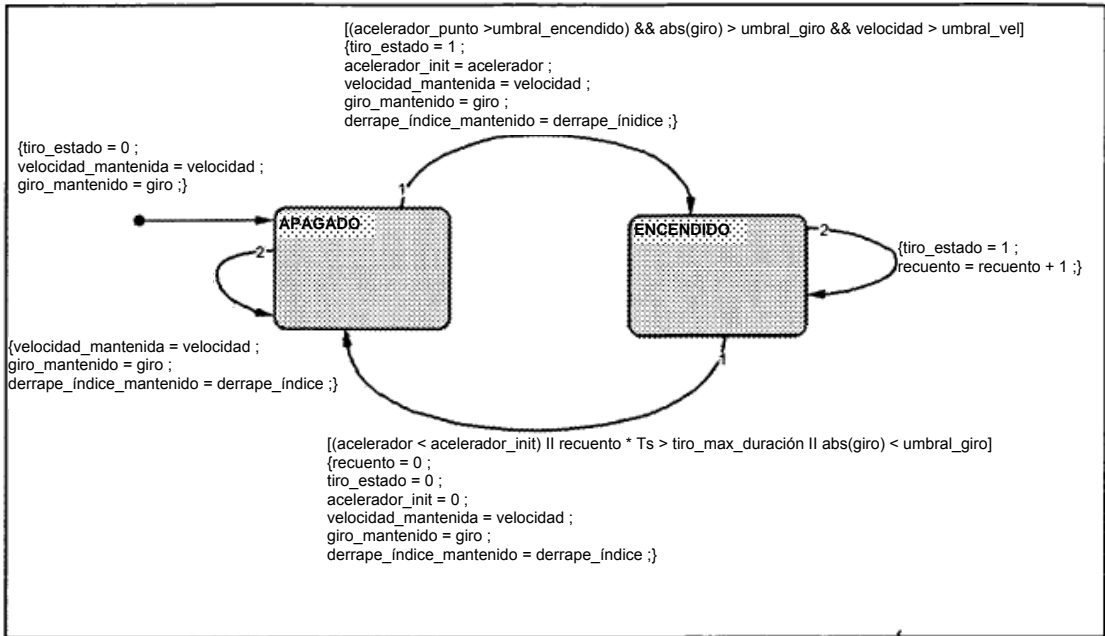 [(acelerador_punto >umbral_encendido) && abs(giro) > umbral_giro && velocidad > umbral_vel]
{tiro_estado = 1 ;
acelerador_init = acelerador ;
velocidad_mantenida = velocidad ;
giro_mantenido = giro ;
derrape_índice_mantenido = derrape_ínidice ;}
{tiro_estado = 0 ;
velocidad_mantenida = velocidad ;
giro_mantenido = giro ;}
1
APAGADO
2
ENCENDIDO
2
{tiro_estado = 1 ;
recuento = recuento + 1 ;}
{velocidad_mantenida = velocidad ;
giro_mantenido = giro ;
derrape_índice_mantenido = derrape_índice ;}
1
[(acelerador < acelerador_init) II recuento * Ts > tiro_max_duración II abs(giro) < umbral_giro]
{recuento = 0 ;
tiro_estado = 0 ;
acelerador_init = 0 ;
velocidad_mantenida = velocidad ;
giro_mantenido = giro ;
derrape_índice_mantenido = derrape_índice ;}